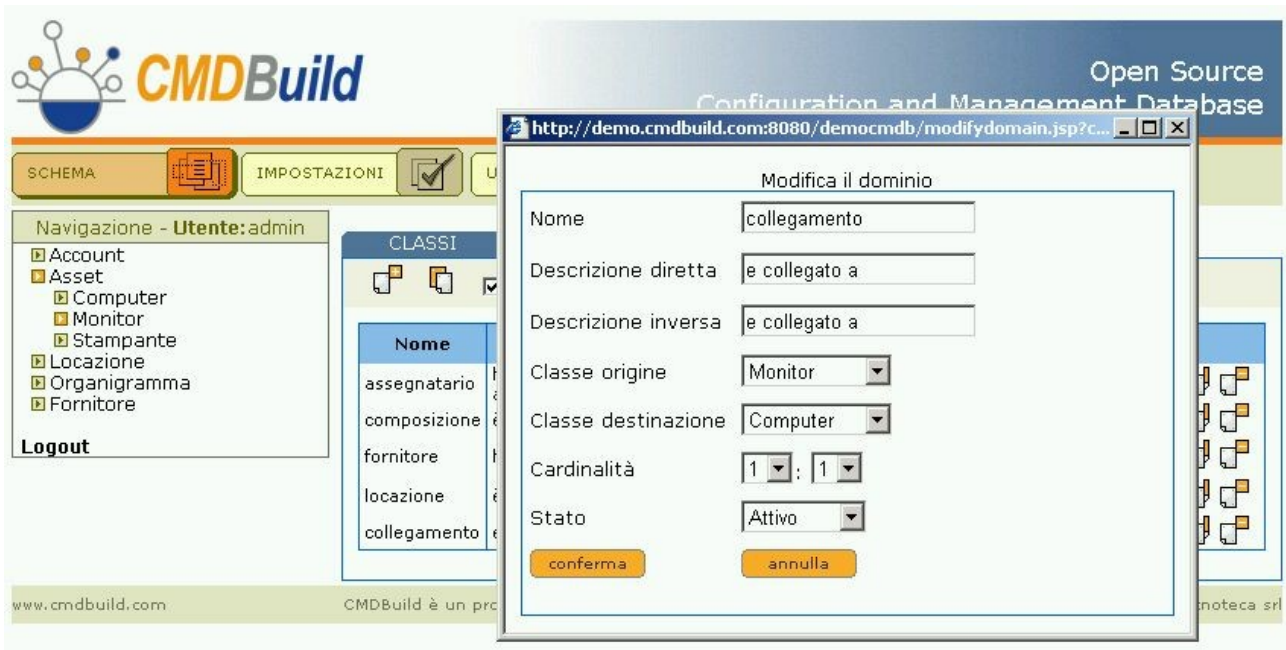 CMDBuild
Open Source
Configuration and Management Database
http://demo.cmdbuild.com:8080/democmdb/modifydomain.jsp?c...
SCHEMA
IMPOSTAZIONI
U
Navigazione - Utente:admin
Account
Asset
Computer
Monitor
Stampante
Locazione
Organigramma
Fornitore
Logout
CLASSI
Nome
assegnatario
composizione
fornitore
locazione
collegamento
Modifica il dominio
Nome collegamento
Descrizione diretta e collegato a
Descrizione inversa e collegato a
Classe origine Monitor
Classe destinazione Computer
Cardinalità 1 : 1
Stato Attivo
conferma annulla
www.cmdbuild.com
CMDBuild è un pro
cnoteca srl